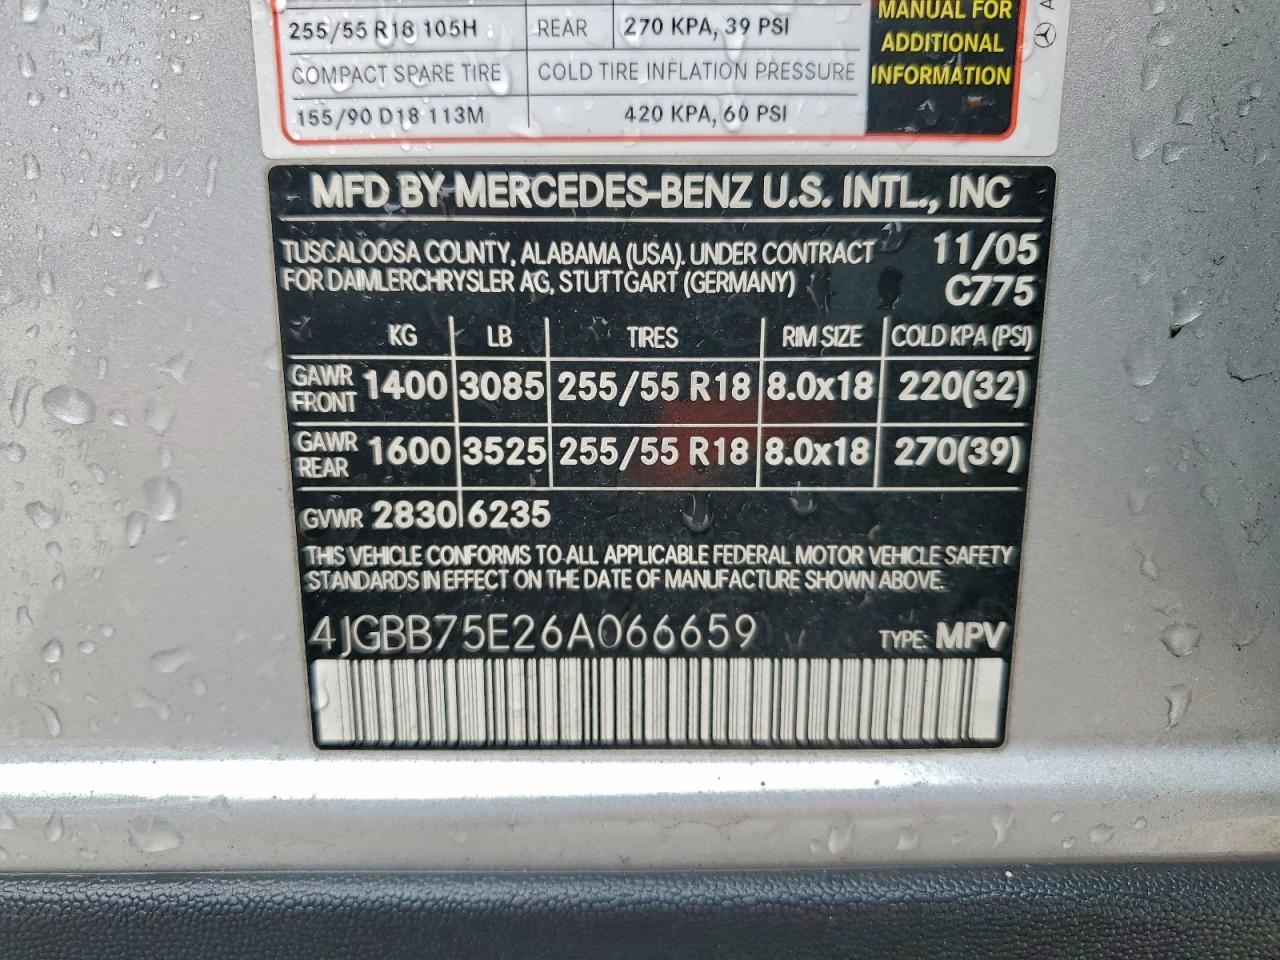 255/55 R18 105H REAR 270 KPA, 39 PSI
COMPACT SPARE TIRE COLD TIRE INFLATION PRESSURE
155/90 D18 113M 420 KPA, 60 PSI
MANUAL FOR
ADDITIONAL
INFORMATION
A
MFD BY MERCEDES-BENZ U.S. INTL., INC
TUSCALOOSA COUNTY, ALABAMA (USA). UNDER CONTRACT 11/05
FOR DAIMLERCHRYSLER AG, STUTTGART (GERMANY) C775
KG LB TIRES RIM SIZE COLD KPA (PSI)
GAWR FRONT 1400 3085 255/55 R18 8.0x18 220(32)
GAWR REAR 1600 3525 255/55 R18 8.0x18 270(39)
GVWR 2830 6235
THIS VEHICLE CONFORMS TO ALL APPLICABLE FEDERAL MOTOR VEHICLE SAFETY
STANDARDS IN EFFECT ON THE DATE OF MANUFACTURE SHOWN ABOVE.
4JGBB75E26A066659 TYPE: MPV